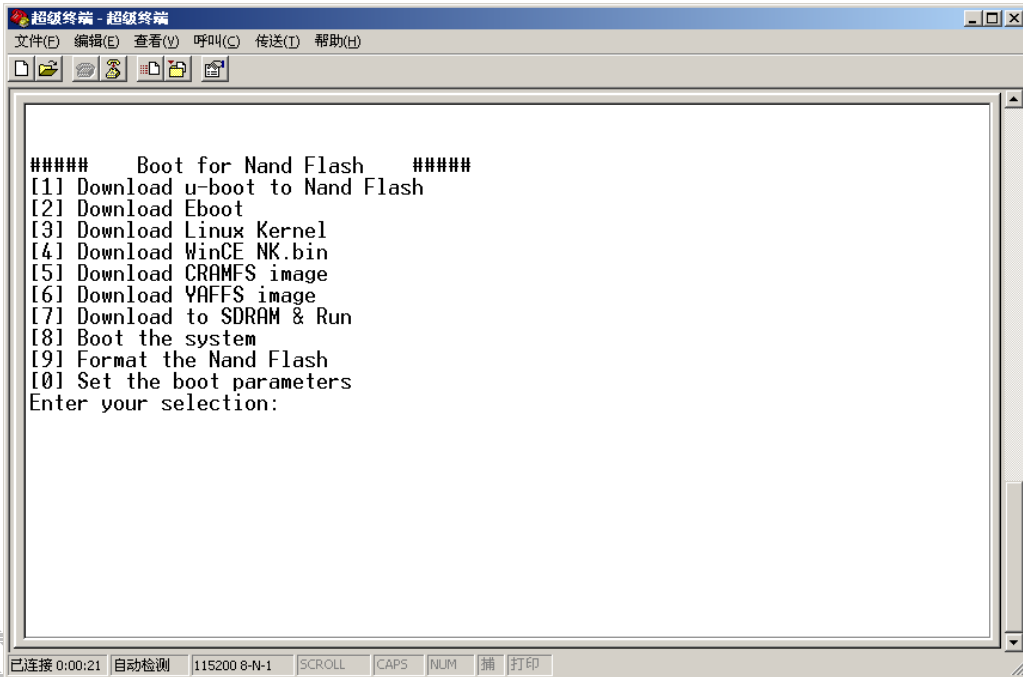 超级终端 - 超级终端
文件(F) 编辑(E) 查看(V) 呼叫(C) 传送(T) 帮助(H)
##### Boot for Nand Flash #####
[1] Download u-boot to Nand Flash
[2] Download Eboot
[3] Download Linux Kernel
[4] Download WinCE NK.bin
[5] Download CRAMFS image
[6] Download YAFFS image
[7] Download to SDRAM & Run
[8] Boot the system
[9] Format the Nand Flash
[0] Set the boot parameters
Enter your selection:
已连接 0:00:21 自动检测 115200 8-N-1 SCROLL CAPS NUM 捕 打印